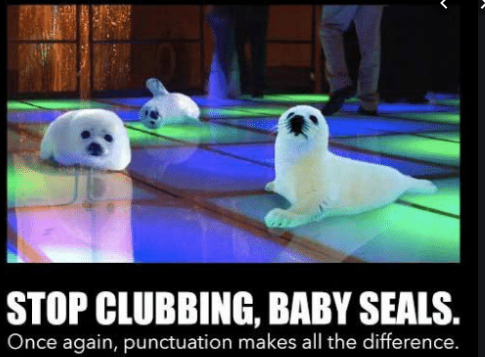 STOP CLUBBING, BABY SEALS.
Once again, punctuation makes all the difference.